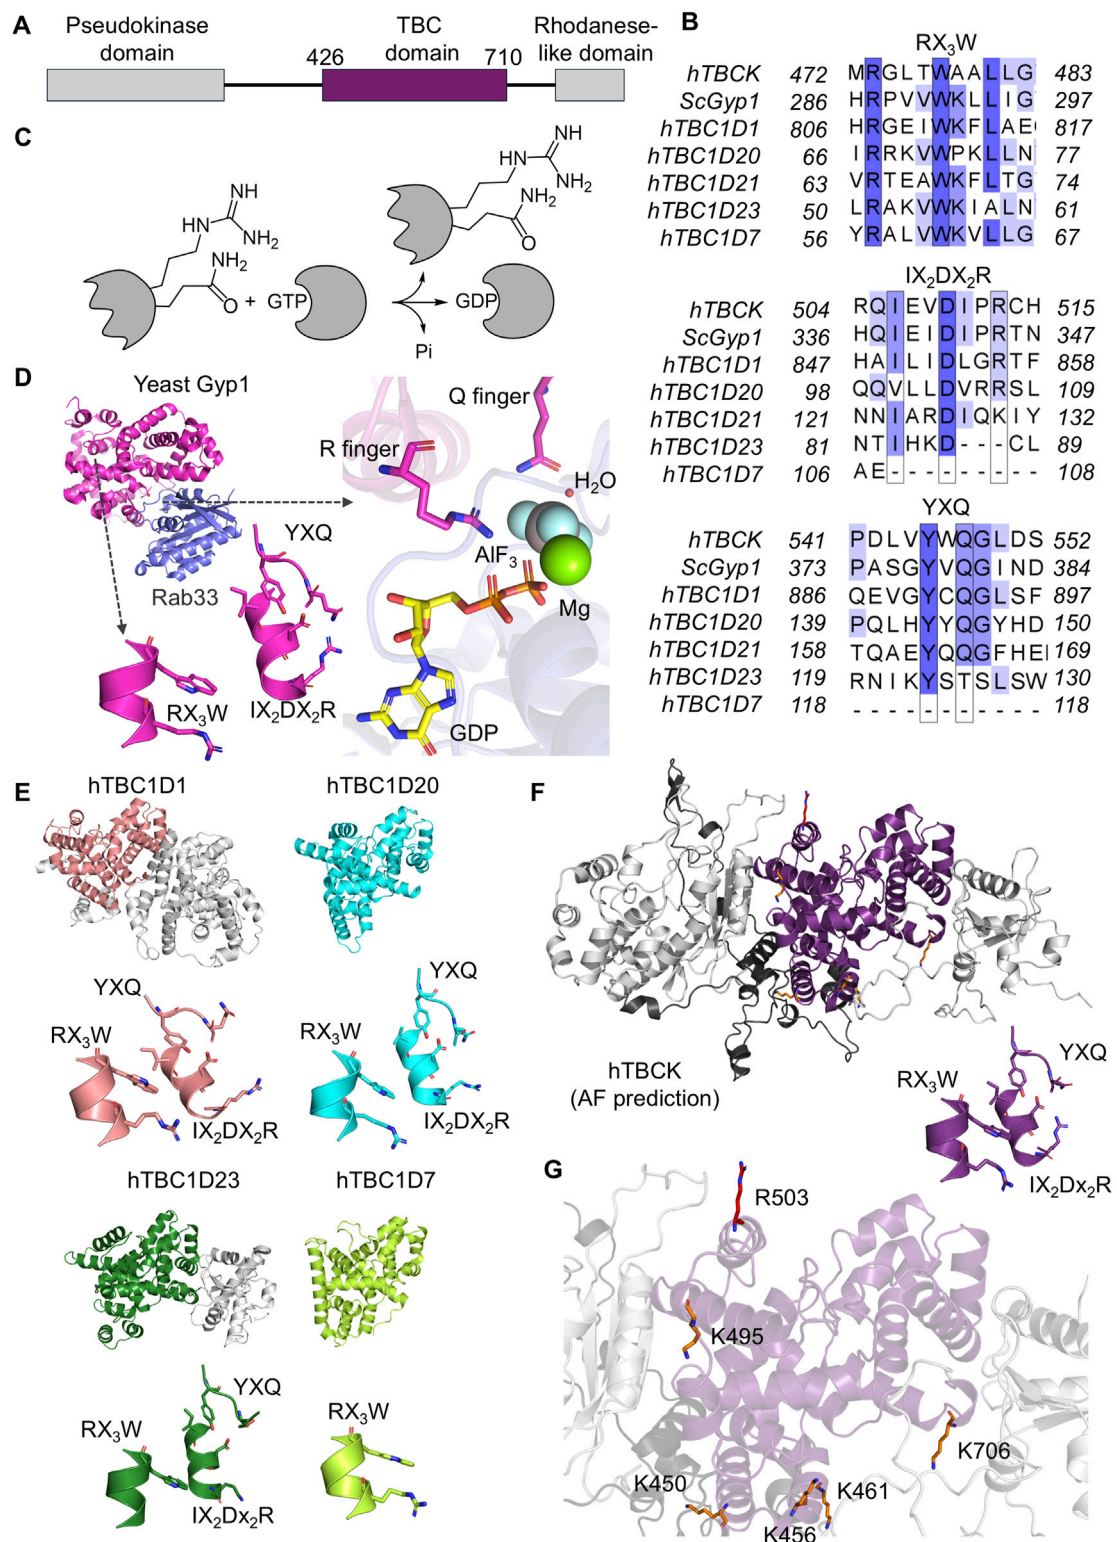 A
Pseudokinase
domain
TBC
domain
Rhodanese-
like domain
426
710
B
RX3W
hTBCK 472 MRGLTWAALLLG 483
ScGyp1 286 HRPVVWKLLIG 297
hTBC1D1 806 HRGEIWKFLAE 817
hTBC1D20 66 IRRKVWPKLLN 77
hTBC1D21 63 VRTEAWKFLTG 74
hTBC1D23 50 LRAKVWKIALN 61
hTBC1D7 56 YRALVWKVLLG 67
IX2DX2R
hTBCK 504 RQIEVDIPRCH 515
ScGyp1 336 HQIEIDIPRTN 347
hTBC1D1 847 HAILIDLGRTF 858
hTBC1D20 98 QQVLLDVRRSL 109
hTBC1D21 121 NNIARDIQKIY 132
hTBC1D23 81 NTIHKD---CL 89
hTBC1D7 106 AE--------- 108
YXQ
hTBCK 541 PDLVYWQGLDS 552
ScGyp1 373 PASGYVQGIND 384
hTBC1D1 886 QEVGYCQGLSF 897
hTBC1D20 139 PQLHYYQGYHD 150
hTBC1D21 158 TQAEYQQGFHE 169
hTBC1D23 119 RNIKYSTSLSW 130
hTBC1D7 118 ----------- 118
C
NH
HN
NH2
NH2
O
NH
HN
NH2
NH2
O
+
GTP
GDP
Pi
D
Yeast Gyp1
Rab33
YXQ
RX3W
IX2DX2R
Q finger
R finger
H2O
AlF3
Mg
GDP
E
hTBC1D1
hTBC1D20
YXQ
RX3W
IX2DX2R
YXQ
RX3W
IX2DX2R
hTBC1D23
hTBC1D7
YXQ
RX3W
IX2Dx2R
RX3W
F
hTBCK
(AF prediction)
YXQ
RX3W
IX2Dx2R
G
R503
K495
K706
K450
K461
K456